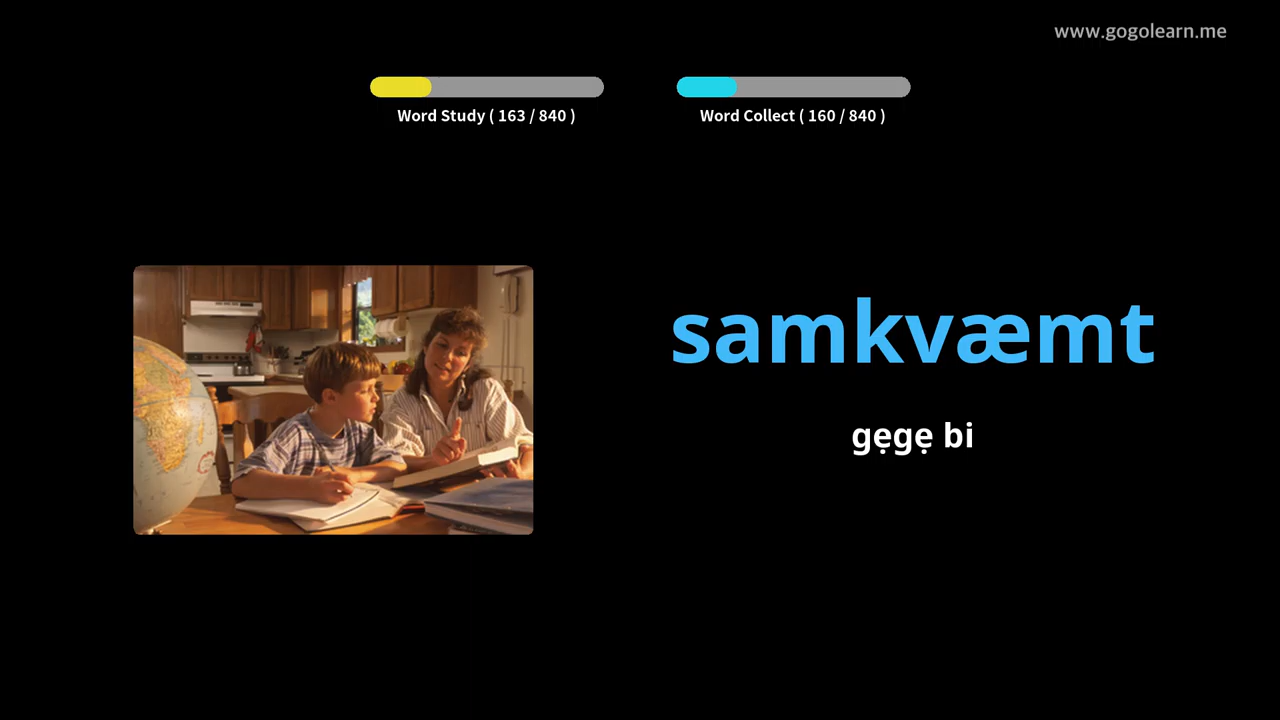 www.gogolearn.me
Word Study ( 163 / 840 )
Word Collect ( 160 / 840 )
samkvæmt
gẹgẹ bi